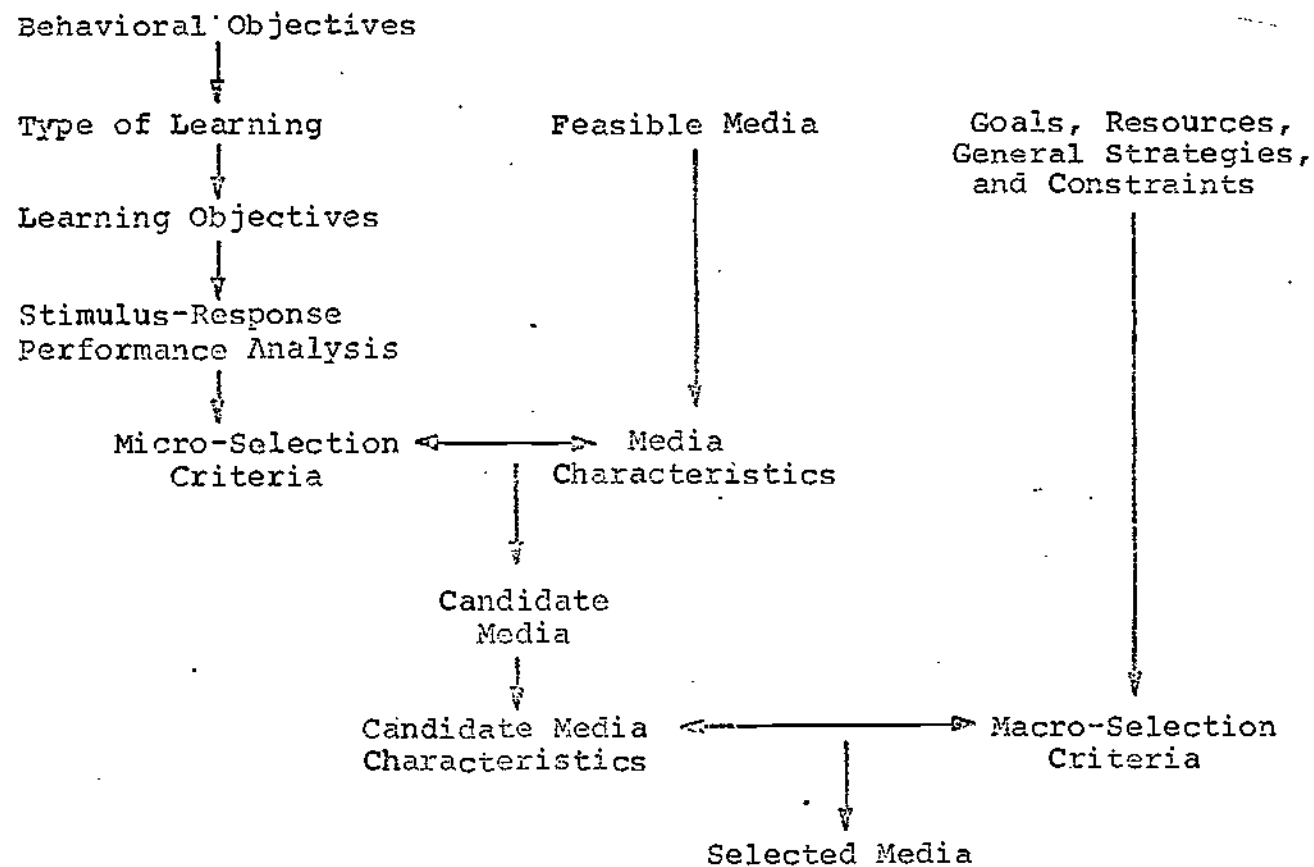 Behavioral Objectives
Type of Learning
Feasible Media
Goals, Resources,
General Strategies,
and Constraints
Learning Objectives
Stimulus-Response
Performance Analysis
Micro-Selection
Criteria
Media
Characteristics
Candidate
Media
Candidate Media
Characteristics
Macro-Selection
Criteria
Selected Media